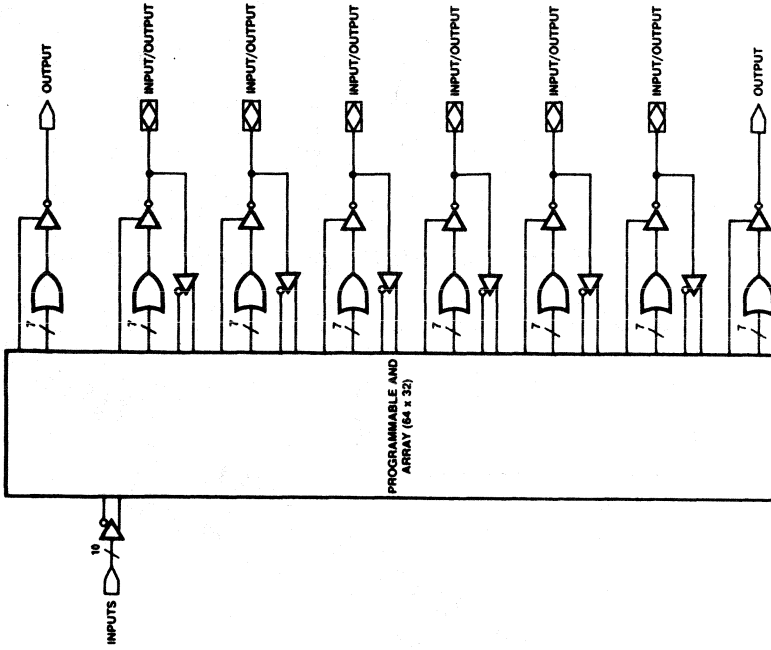 OUTPUT
INPUT/OUTPUT
INPUT/OUTPUT
INPUT/OUTPUT
INPUT/OUTPUT
INPUT/OUTPUT
INPUT/OUTPUT
OUTPUT
7
7
7
7
7
7
7
7
PROGRAMMABLE AND
ARRAY (64 x 32)
10
INPUTS